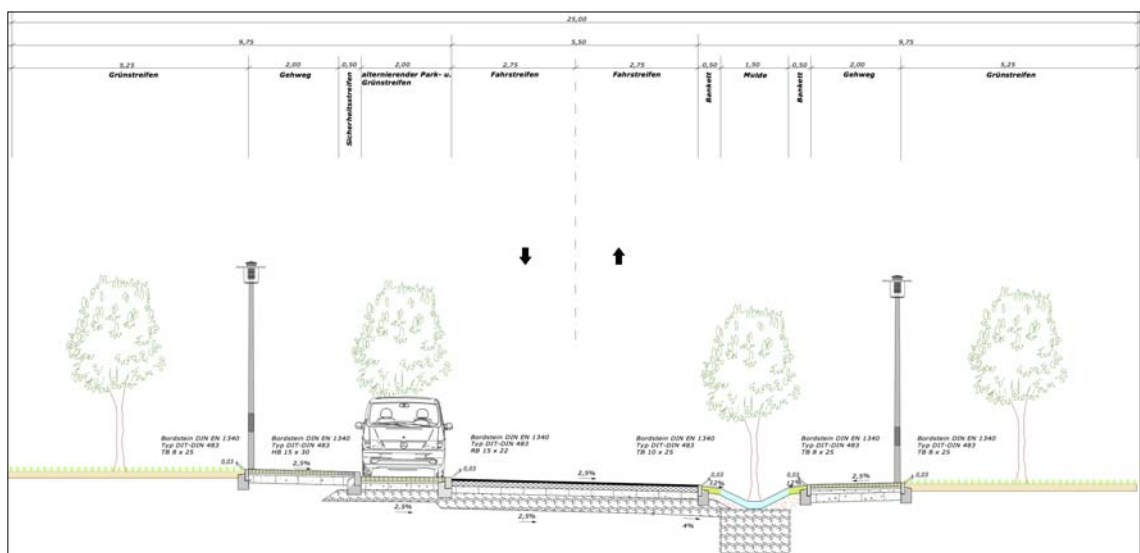 25,00
9,75
5,50
9,75
5,25
2,00
0,50
2,00
2,75
2,75
0,50
1,50
0,50
2,00
5,25
Grünstreifen
Gehweg
Sicherheitsstreifen
alternierender Park- u.
Grünstreifen
Fahrstreifen
Fahrstreifen
Bankett
Mulde
Bankett
Gehweg
Grünstreifen
Bordstein DIN EN 1340
Typ DIT-DIN 483
TB 8 x 25
Bordstein DIN EN 1340
Typ DIT-DIN 483
HB 15 x 30
Bordstein DIN EN 1340
Typ DIT-DIN 483
RB 15 x 22
Bordstein DIN EN 1340
Typ DIT-DIN 483
TB 10 x 25
Bordstein DIN EN 1340
Typ DIT-DIN 483
TB 8 x 25
Bordstein DIN EN 1340
Typ DIT-DIN 483
TB 8 x 25
0,03
2,5%
0,03
2,5%
0,03
12%
0,03
12%
2,5%
0,03
2,5%
2,5%
4%